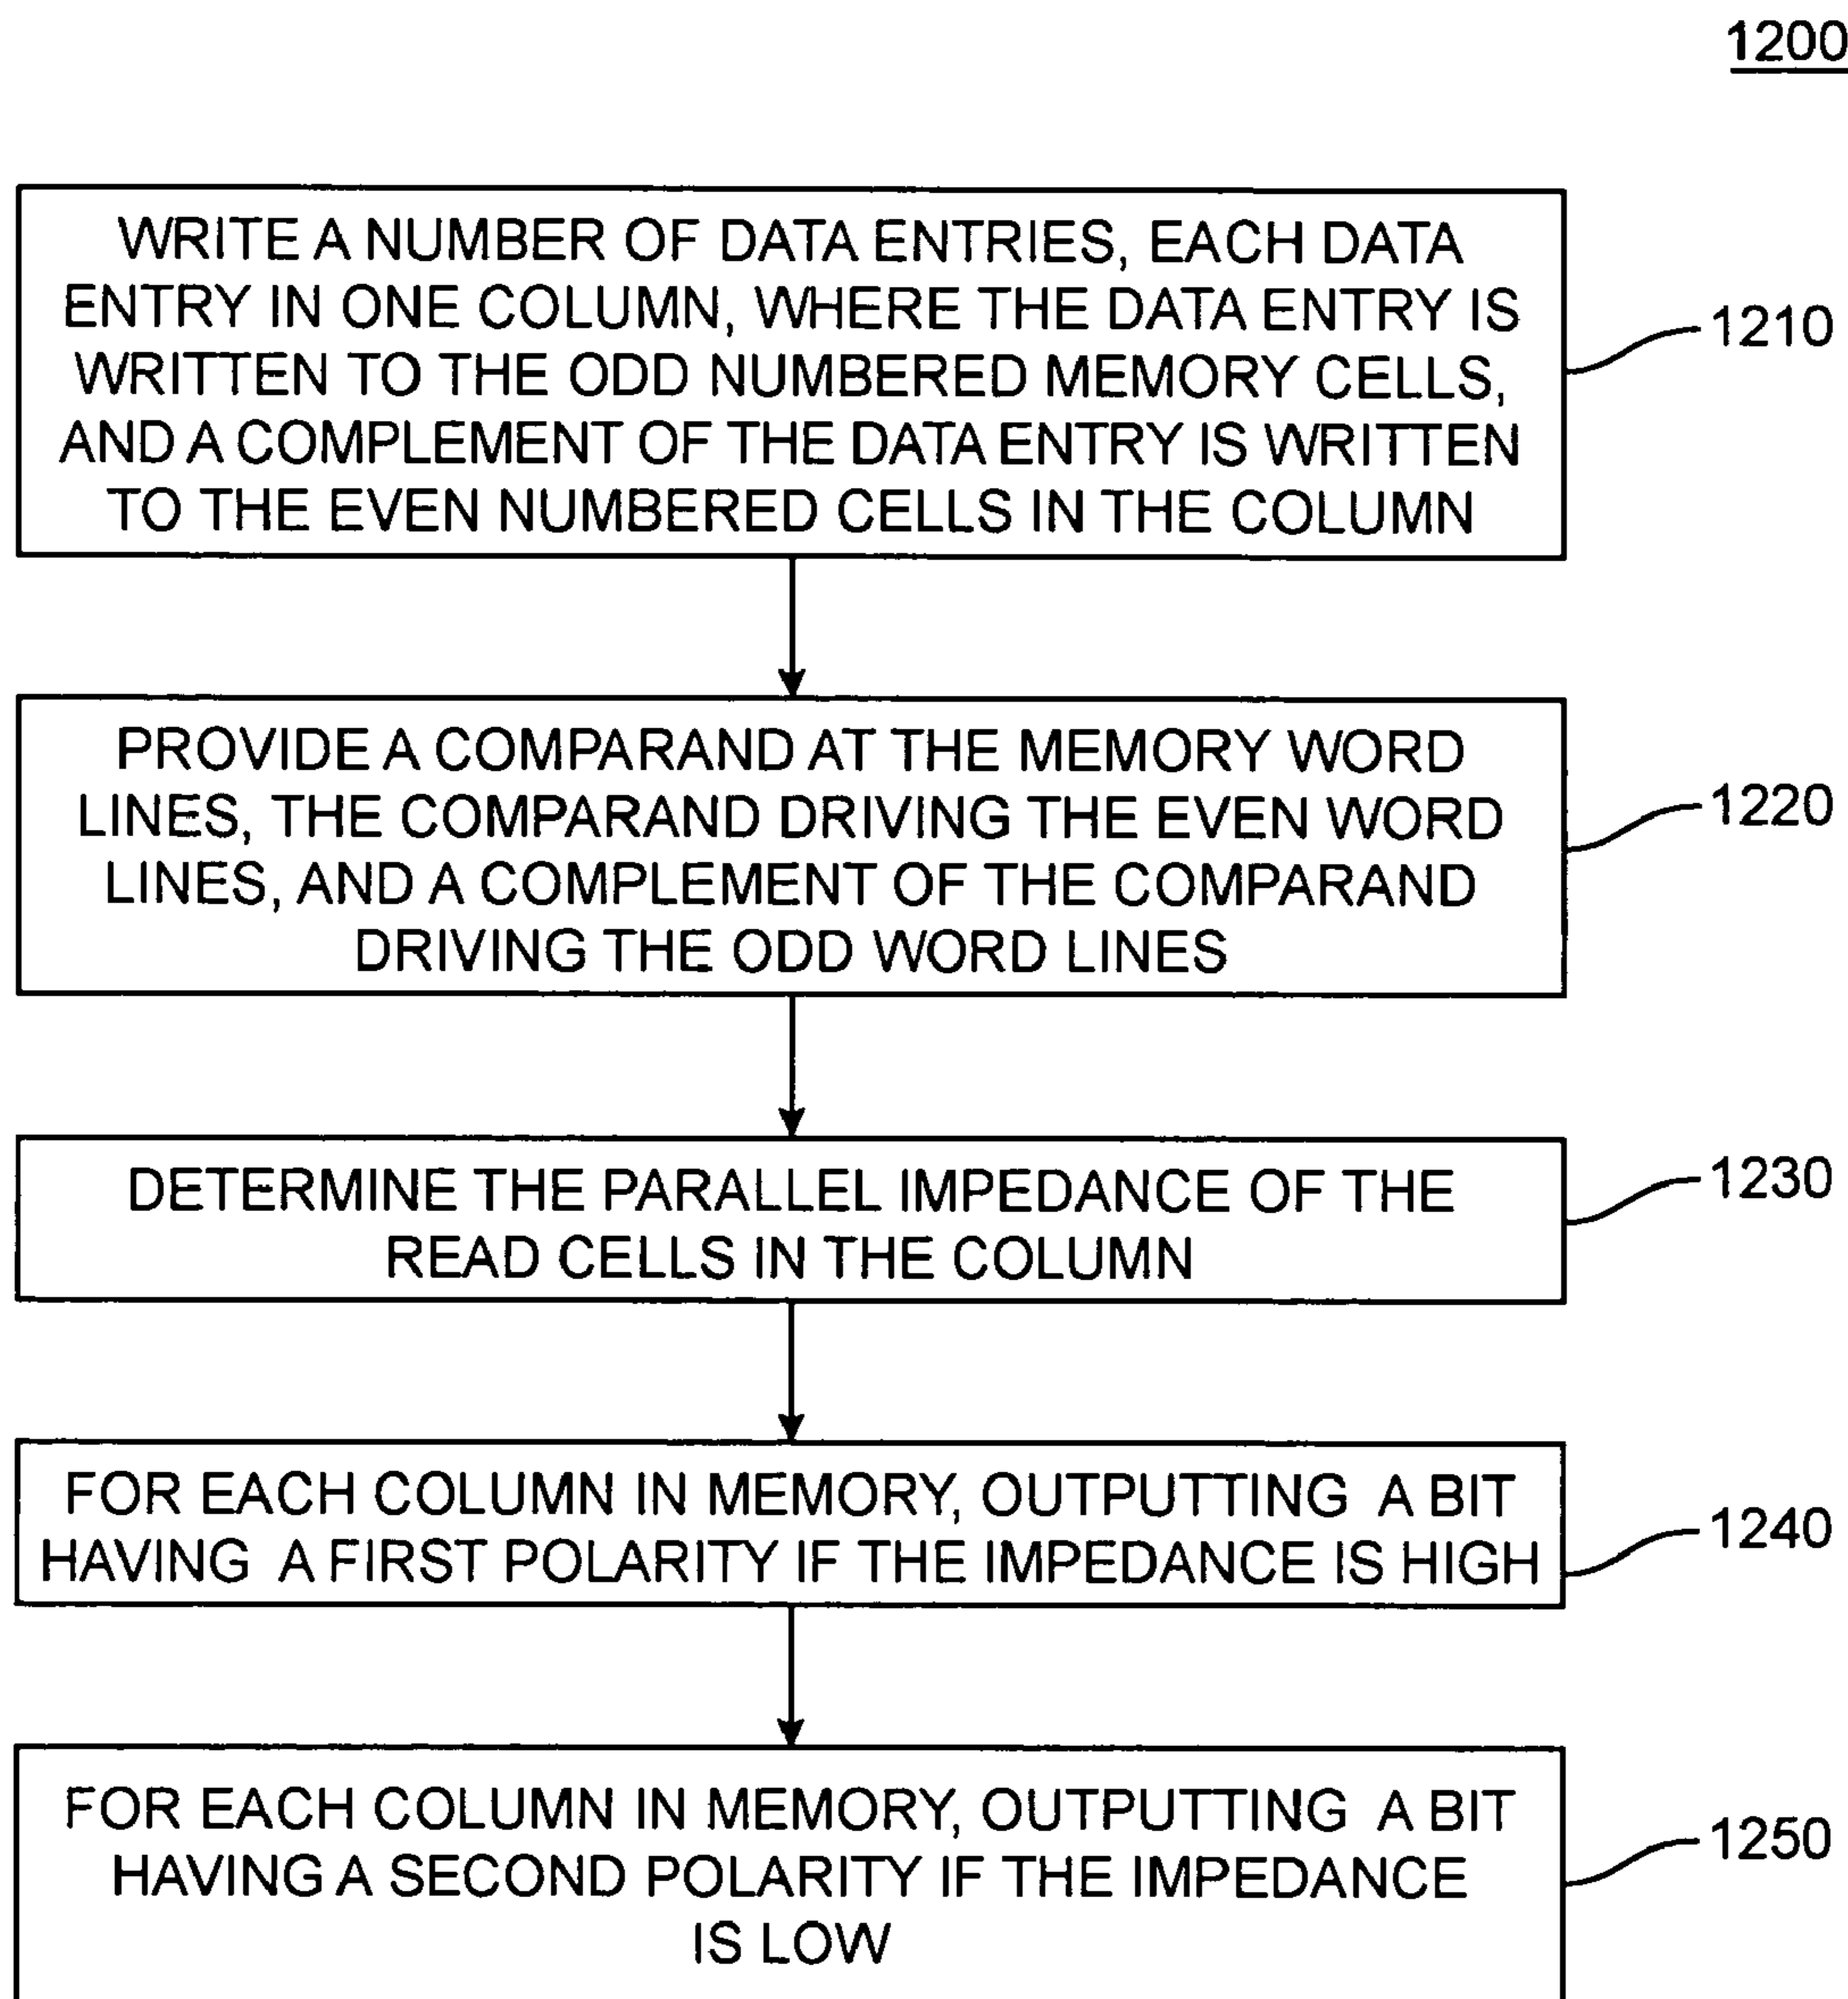 1200
WRITE A NUMBER OF DATA ENTRIES, EACH DATA
ENTRY IN ONE COLUMN, WHERE THE DATA ENTRY IS
WRITTEN TO THE ODD NUMBERED MEMORY CELLS,
AND A COMPLEMENT OF THE DATA ENTRY IS WRITTEN
TO THE EVEN NUMBERED CELLS IN THE COLUMN
1210
PROVIDE A COMPARAND AT THE MEMORY WORD
LINES, THE COMPARAND DRIVING THE EVEN WORD
LINES, AND A COMPLEMENT OF THE COMPARAND
DRIVING THE ODD WORD LINES
1220
DETERMINE THE PARALLEL IMPEDANCE OF THE
READ CELLS IN THE COLUMN
1230
FOR EACH COLUMN IN MEMORY, OUTPUTTING A BIT
HAVING A FIRST POLARITY IF THE IMPEDANCE IS HIGH
1240
FOR EACH COLUMN IN MEMORY, OUTPUTTING A BIT
HAVING A SECOND POLARITY IF THE IMPEDANCE
IS LOW
1250